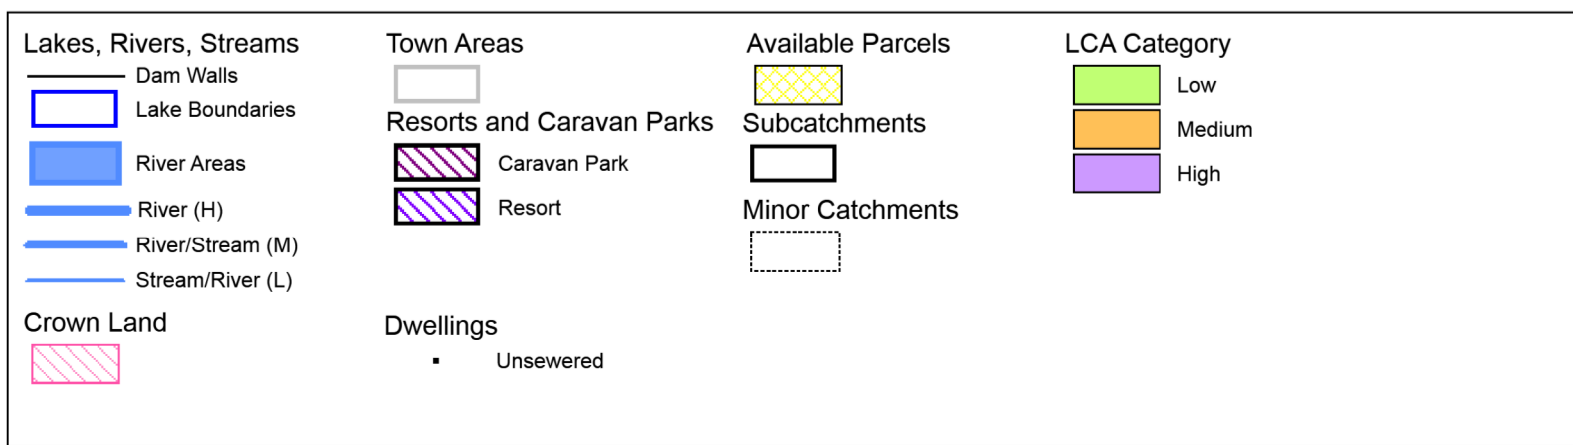 Lakes, Rivers, Streams
Dam Walls
Lake Boundaries
River Areas
River (H)
River/Stream (M)
Stream/River (L)
Crown Land
Town Areas
Resorts and Caravan Parks
Caravan Park
Resort
Dwellings
Unsewered
Available Parcels
Subcatchments
Minor Catchments
LCA Category
Low
Medium
High